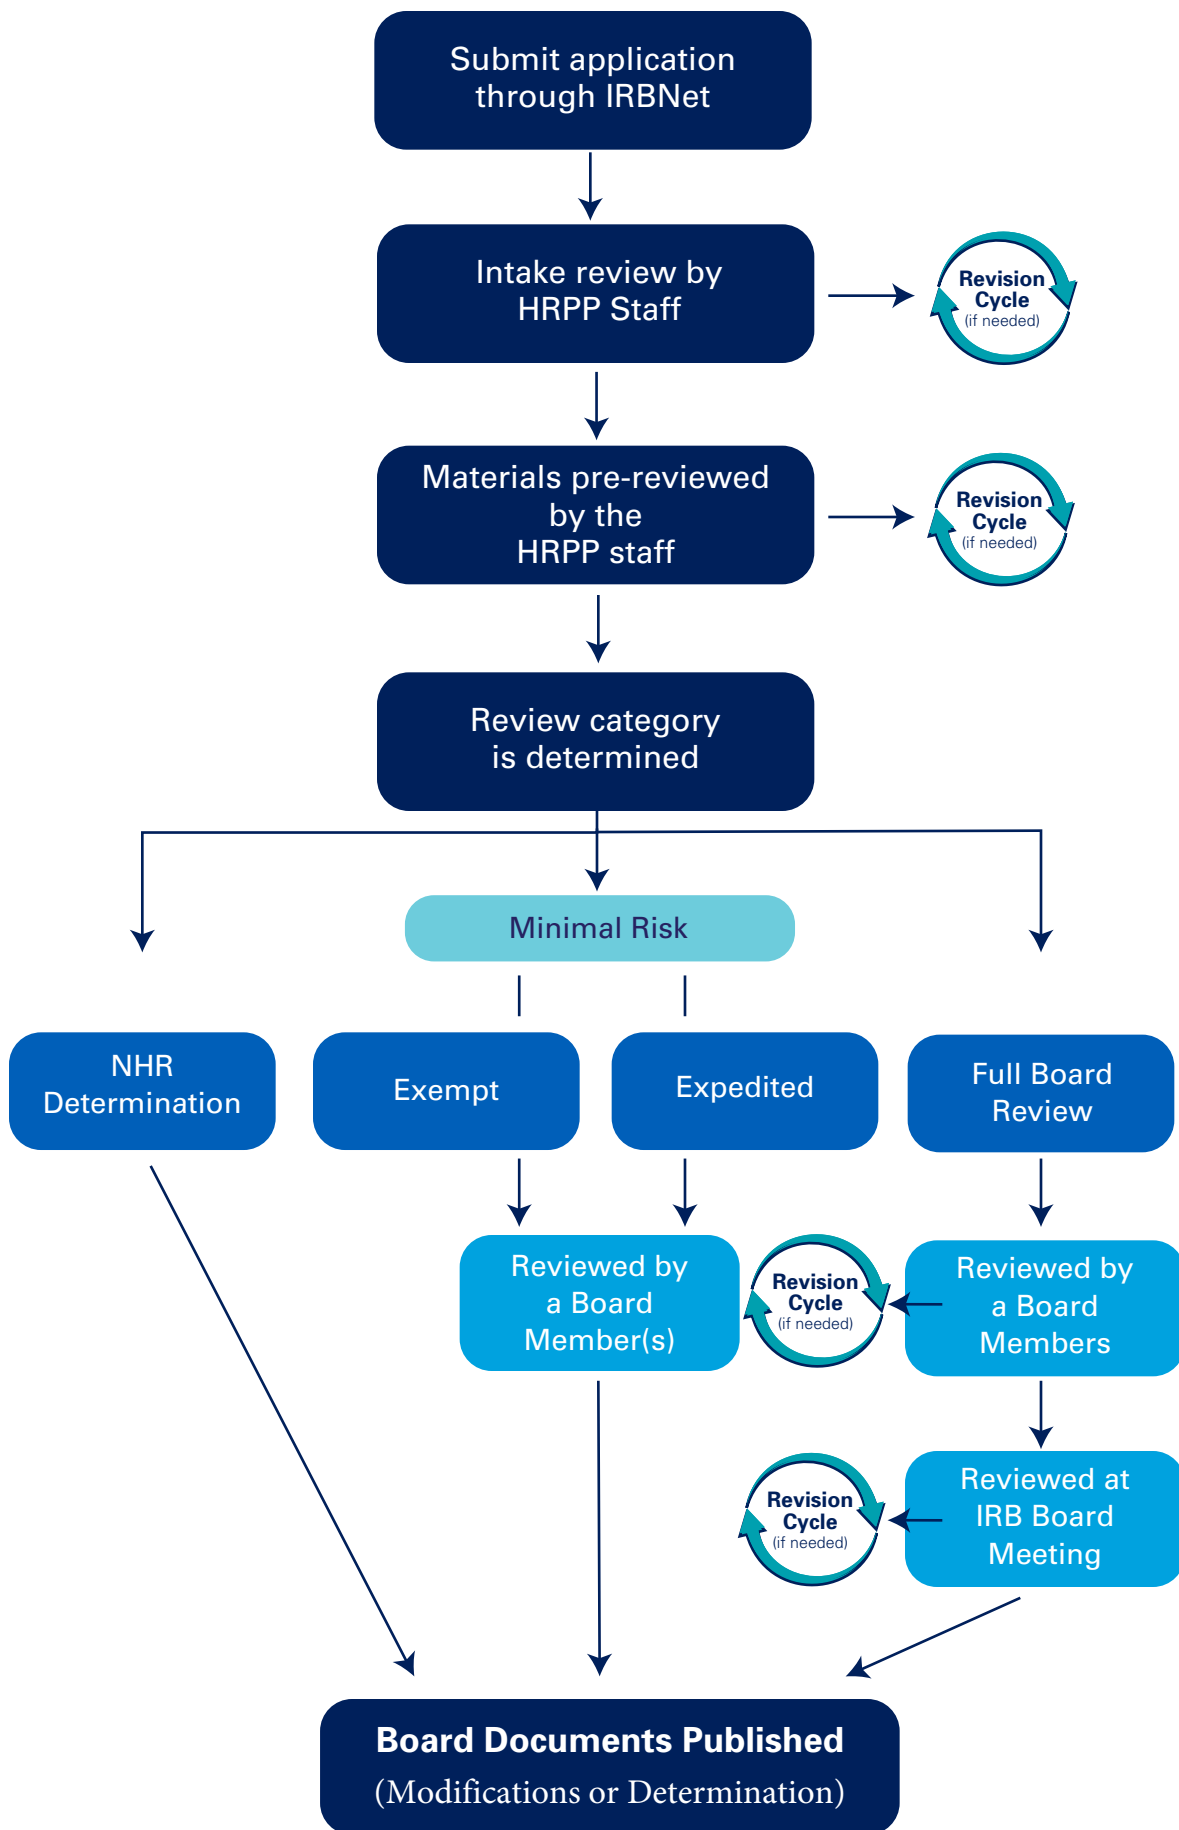 Submit application
through IRBNet
Intake review by
HRPP Staff
Revision
Cycle
(if needed)
Materials pre-reviewed
by the
HRPP staff
Revision
Cycle
(if needed)
Review category
is determined
Minimal Risk
NHR
Determination
Exempt
Expedited
Full Board
Review
Reviewed by
a Board
Member(s)
Revision
Cycle
(if needed)
Reviewed by
a Board
Members
Revision
Cycle
(if needed)
Reviewed at
IRB Board
Meeting
Board Documents Published
(Modifications or Determination)